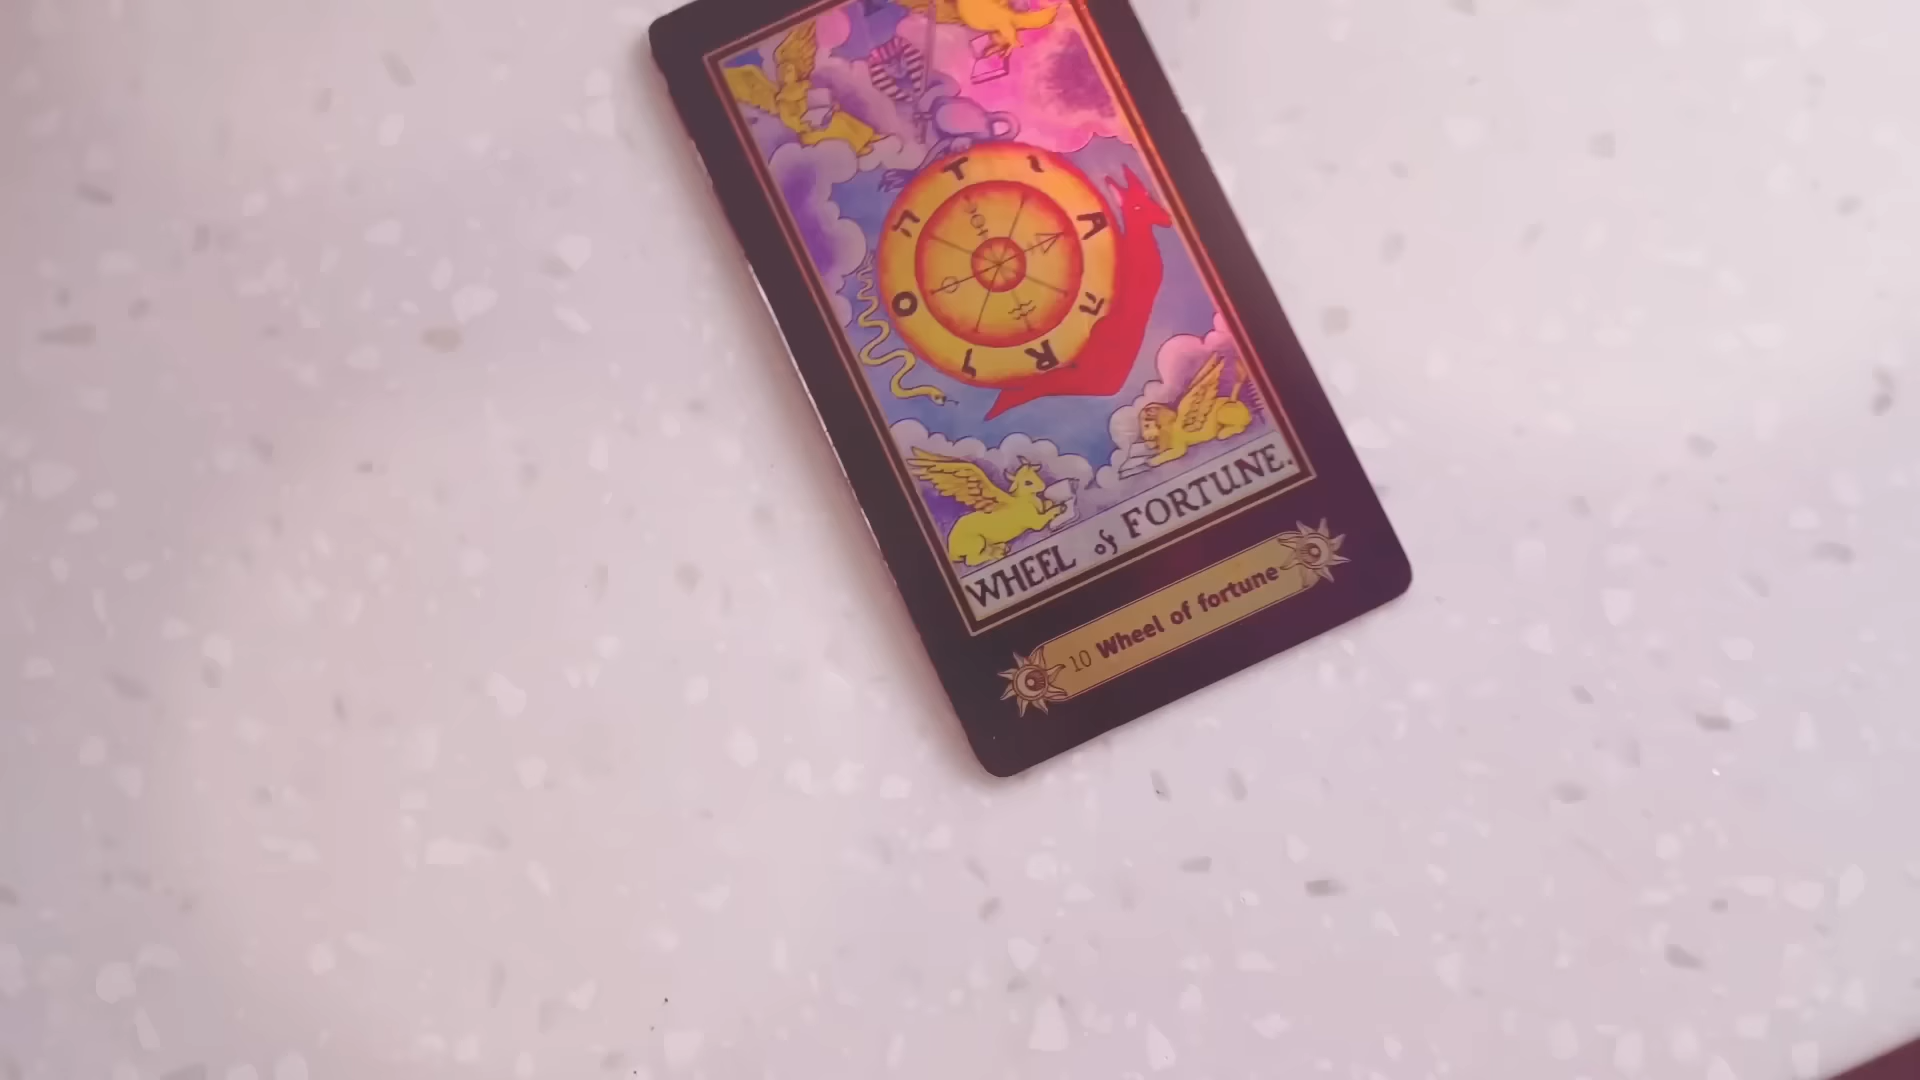 T
י
A
ה
R
ו
O
ה
WHEEL of FORTUNE.
10 Wheel of fortune